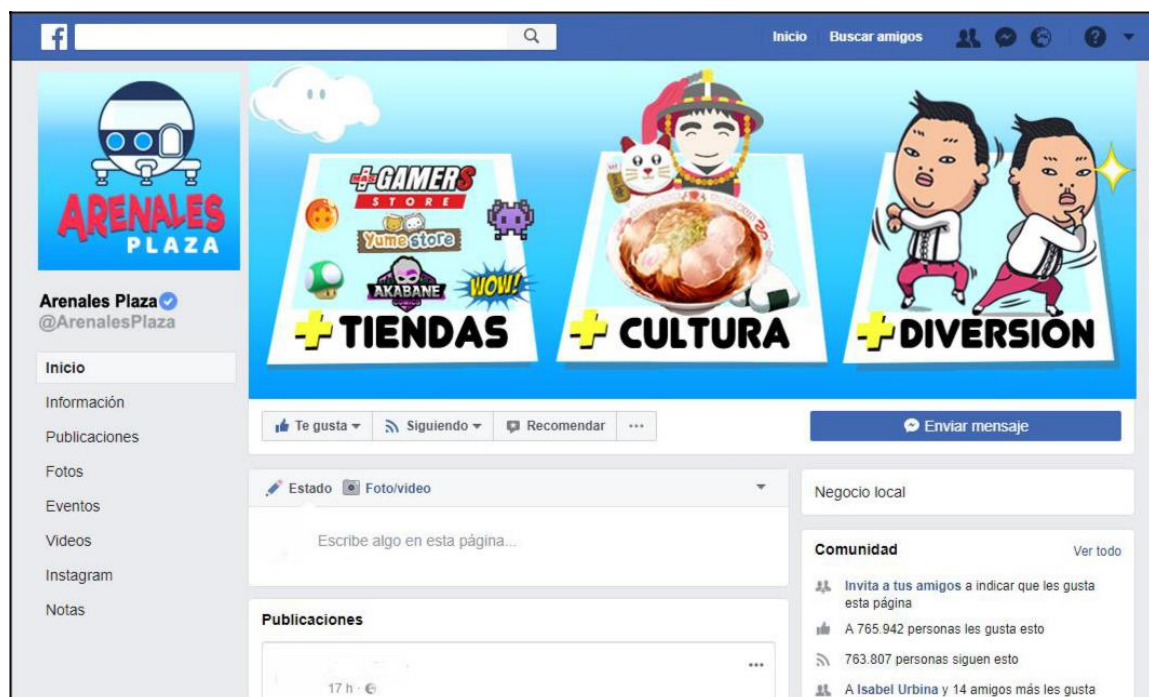 f
Inicio Buscar amigos
ARENALES
PLAZA
Arenales Plaza
@ArenalesPlaza
Inicio
Información
Publicaciones
Fotos
Eventos
Videos
Instagram
Notas
MÁS GAMERS
STORE
Yume store
AKABANE
WOW!
+ TIENDAS
+ CULTURA
+ DIVERSION
Te gusta
Siguiendo
Recomendar
...
Enviar mensaje
Estado Foto/video
Escribe algo en esta página...
Publicaciones
...
17 h ·
Negocio local
Comunidad Ver todo
Invita a tus amigos a indicar que les gusta
esta página
A 765.942 personas les gusta esto
763.807 personas siguen esto
A Isabel Urbina y 14 amigos más les gusta